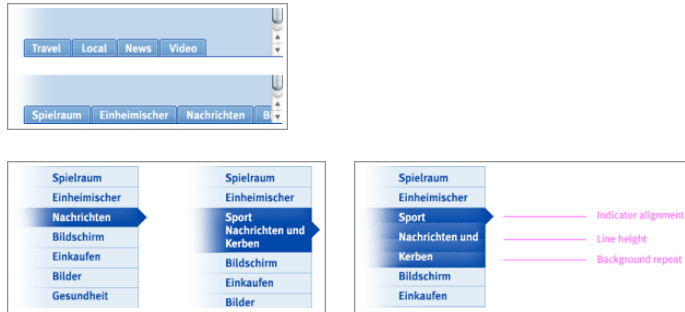 Travel Local News Video
Spielraum Einheimischer Nachrichten
Spielraum
Einheimischer
Nachrichten
Bildschirm
Einkaufen
Bilder
Gesundheit
Spielraum
Einheimischer
Sport
Nachrichten und
Kerben
Bildschirm
Einkaufen
Bilder
Spielraum
Einheimischer
Sport
Nachrichten und
Kerben
Bildschirm
Einkaufen
Indicator alignment
Line height
Background repeat